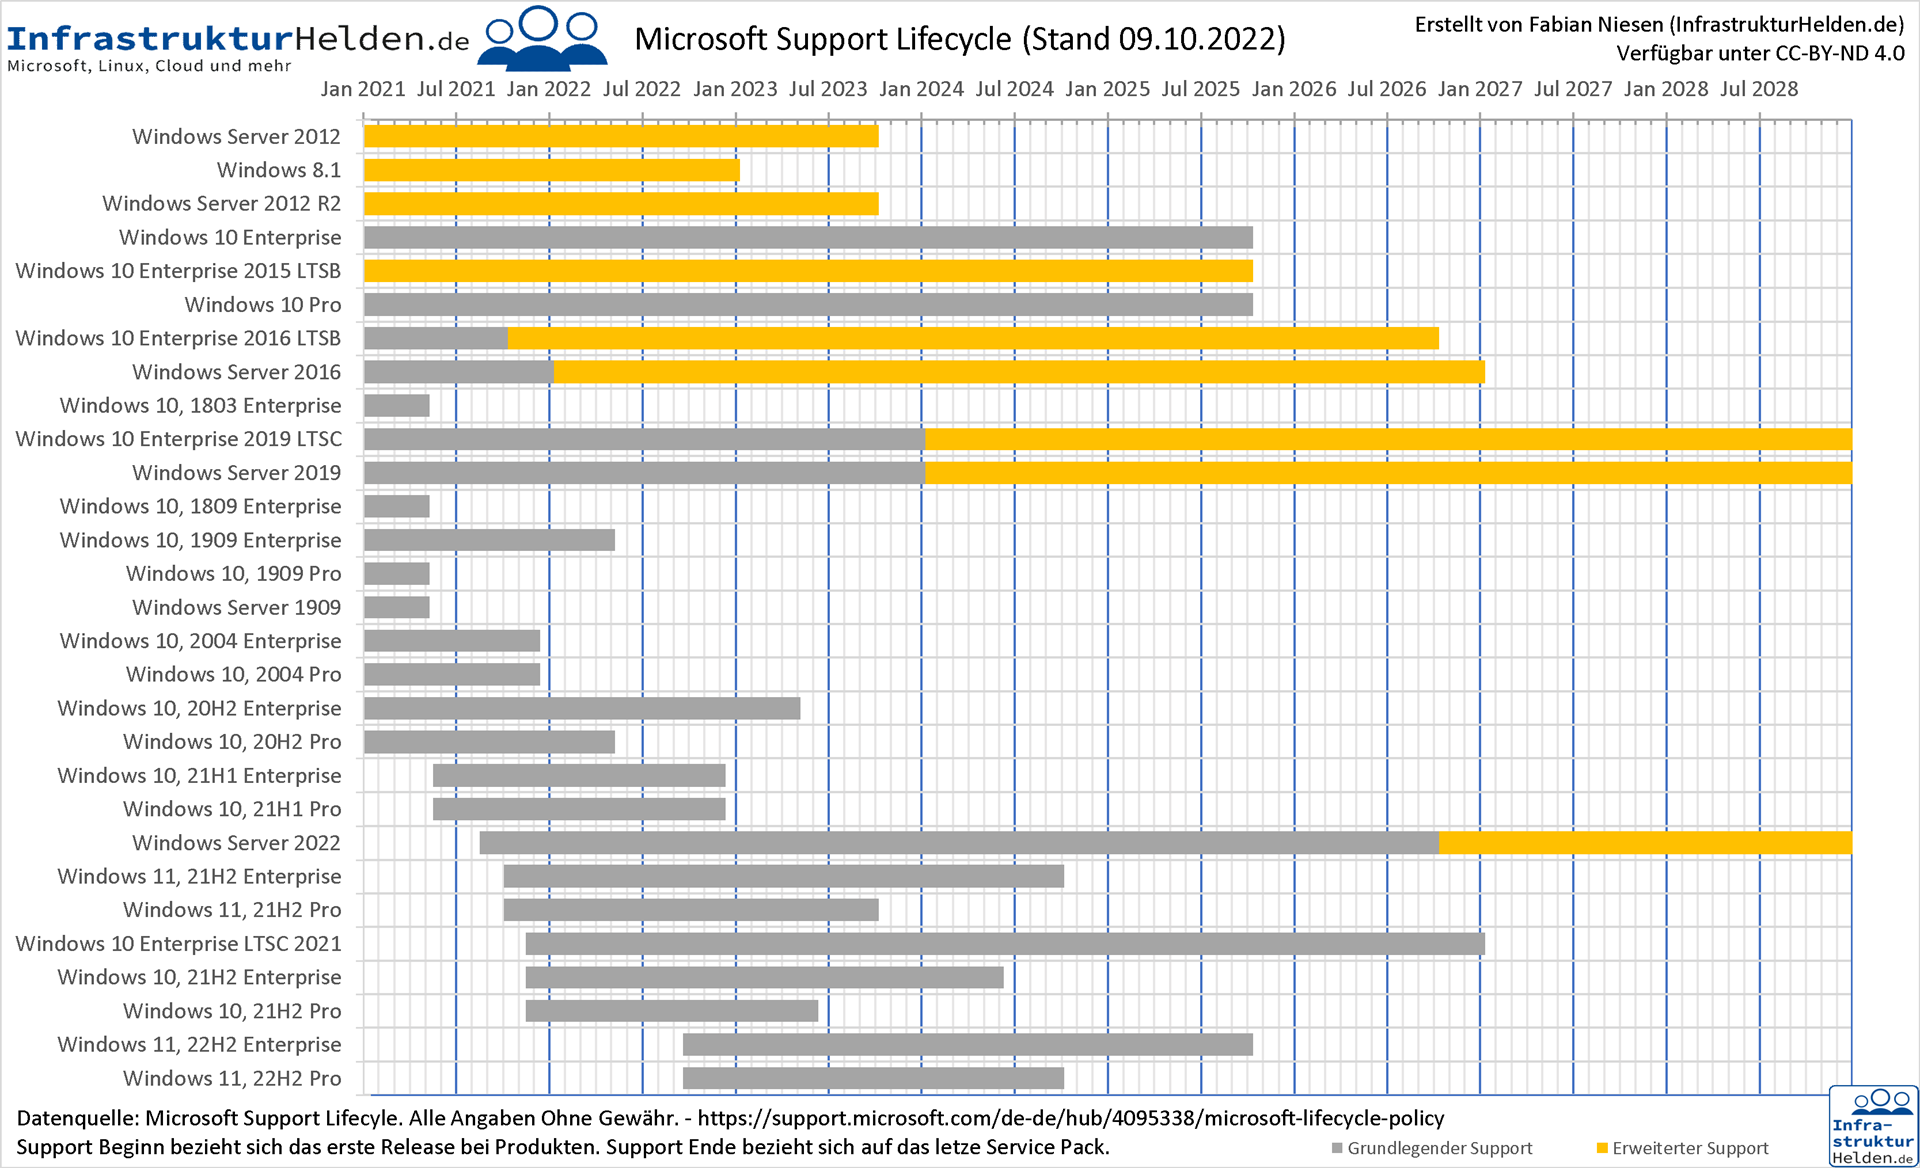 InfrastrukturHelden.de
Microsoft, Linux, Cloud und mehr
Microsoft Support Lifecycle (Stand 09.10.2022)
Erstellt von Fabian Niesen (InfrastrukturHelden.de)
Verfügbar unter CC-BY-ND 4.0
Jan 2021 Jul 2021 Jan 2022 Jul 2022 Jan 2023 Jul 2023 Jan 2024 Jul 2024 Jan 2025 Jul 2025 Jan 2026 Jul 2026 Jan 2027 Jul 2027 Jan 2028 Jul 2028
Windows Server 2012
Windows 8.1
Windows Server 2012 R2
Windows 10 Enterprise
Windows 10 Enterprise 2015 LTSB
Windows 10 Pro
Windows 10 Enterprise 2016 LTSB
Windows Server 2016
Windows 10, 1803 Enterprise
Windows 10 Enterprise 2019 LTSC
Windows Server 2019
Windows 10, 1809 Enterprise
Windows 10, 1909 Enterprise
Windows 10, 1909 Pro
Windows Server 1909
Windows 10, 2004 Enterprise
Windows 10, 2004 Pro
Windows 10, 20H2 Enterprise
Windows 10, 20H2 Pro
Windows 10, 21H1 Enterprise
Windows 10, 21H1 Pro
Windows Server 2022
Windows 11, 21H2 Enterprise
Windows 11, 21H2 Pro
Windows 10 Enterprise LTSC 2021
Windows 10, 21H2 Enterprise
Windows 10, 21H2 Pro
Windows 11, 22H2 Enterprise
Windows 11, 22H2 Pro
Datenquelle: Microsoft Support Lifecyle. Alle Angaben Ohne Gewähr. - https://support.microsoft.com/de-de/hub/4095338/microsoft-lifecycle-policy
Support Beginn bezieht sich das erste Release bei Produkten. Support Ende bezieht sich auf das letze Service Pack.
Grundlegender Support
Erweiterter Support
Infra-
struktur
Helden.de